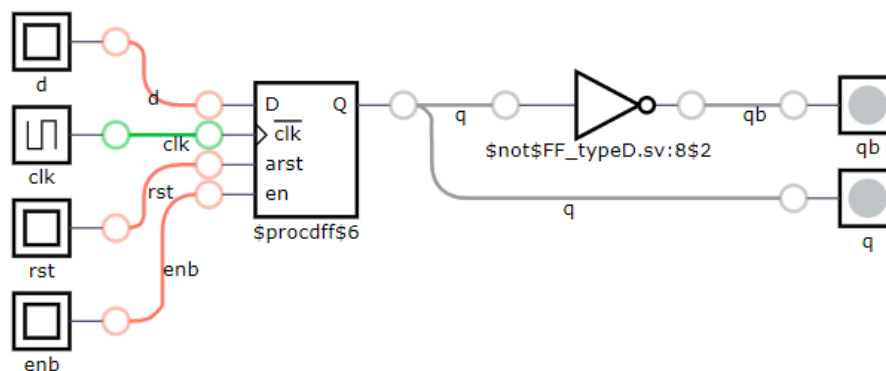 d
clk
rst
enb
d
clk
rst
enb
D
Q
clk
arst
en
$procdff$6
q
$not$FF_typeD.sv:8$2
qb
q
qb
q